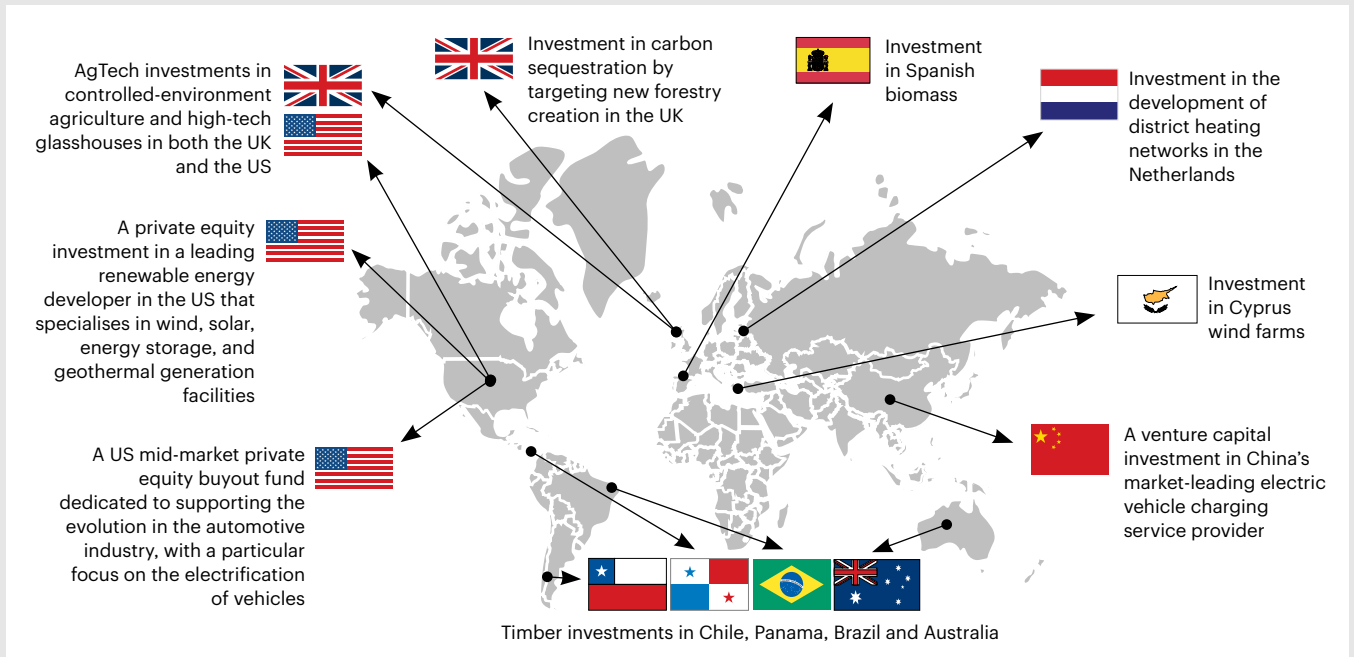 AgTech investments in
controlled-environment
agriculture and high-tech
glasshouses in both the UK
and the US
Investment in carbon
sequestration by
targeting new forestry
creation in the UK
Investment
in Spanish
biomass
Investment in the
development of
district heating
networks in the
Netherlands
A private equity
investment in a leading
renewable energy
developer in the US that
specialises in wind, solar,
energy storage, and
geothermal generation
facilities
Investment
in Cyprus
wind farms
A US mid-market private
equity buyout fund
dedicated to supporting the
evolution in the automotive
industry, with a particular
focus on the electrification
of vehicles
A venture capital
investment in China’s
market-leading electric
vehicle charging
service provider
Timber investments in Chile, Panama, Brazil and Australia